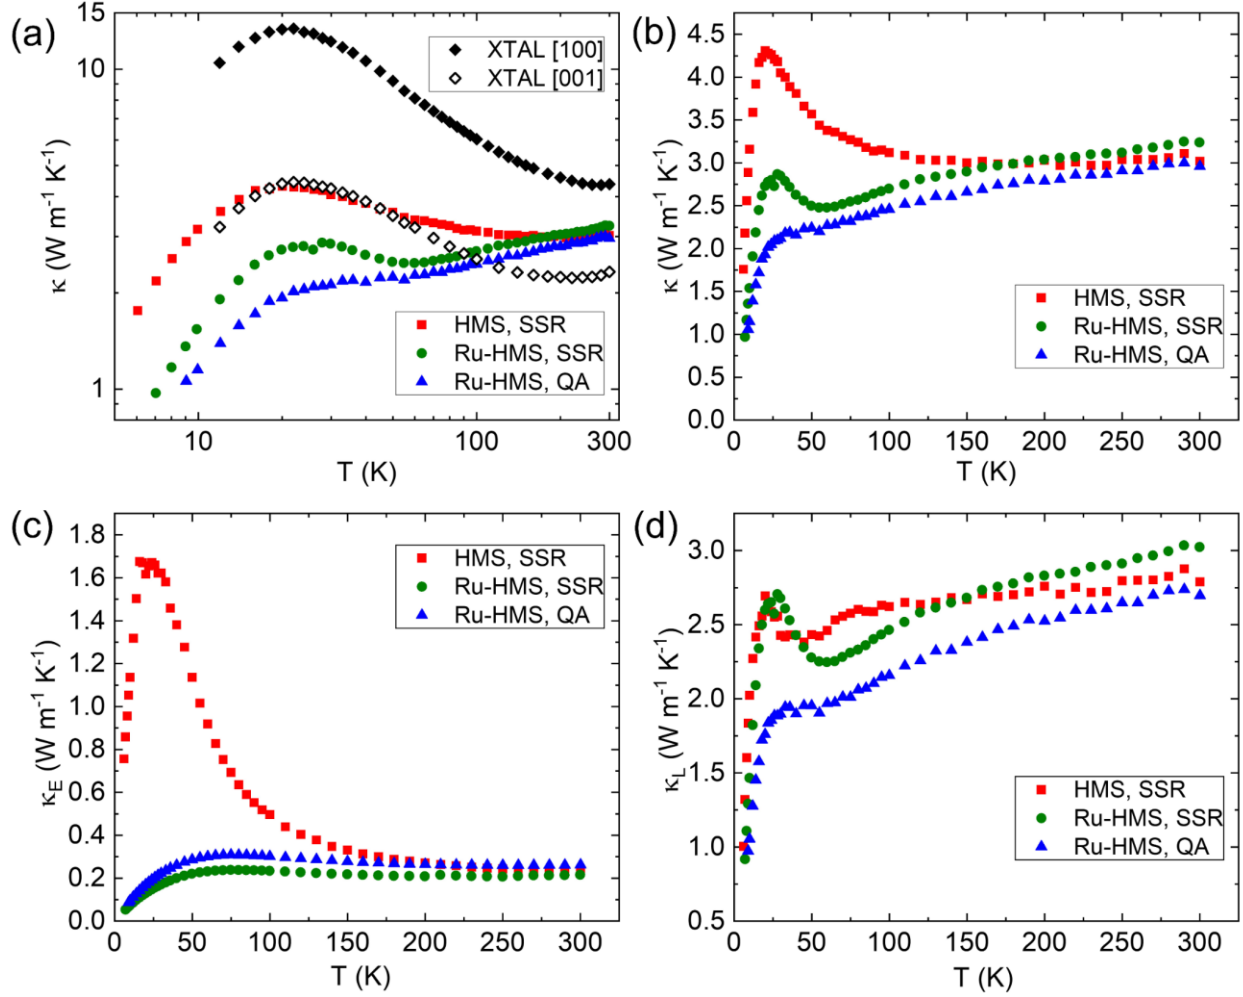 (a)
15
10
1
κ (W m⁻¹ K⁻¹)
XTAL [100]
XTAL [001]
HMS, SSR
Ru-HMS, SSR
Ru-HMS, QA
10 100 300
T (K)
(b)
4.5
4.0
3.5
3.0
2.5
2.0
1.5
1.0
0.5
0.0
κ (W m⁻¹ K⁻¹)
HMS, SSR
Ru-HMS, SSR
Ru-HMS, QA
0 50 100 150 200 250 300
T (K)
(c)
1.8
1.6
1.4
1.2
1.0
0.8
0.6
0.4
0.2
0.0
κE (W m⁻¹ K⁻¹)
HMS, SSR
Ru-HMS, SSR
Ru-HMS, QA
0 50 100 150 200 250 300
T (K)
(d)
3.0
2.5
2.0
1.5
1.0
0.5
κL (W m⁻¹ K⁻¹)
HMS, SSR
Ru-HMS, SSR
Ru-HMS, QA
0 50 100 150 200 250 300
T (K)